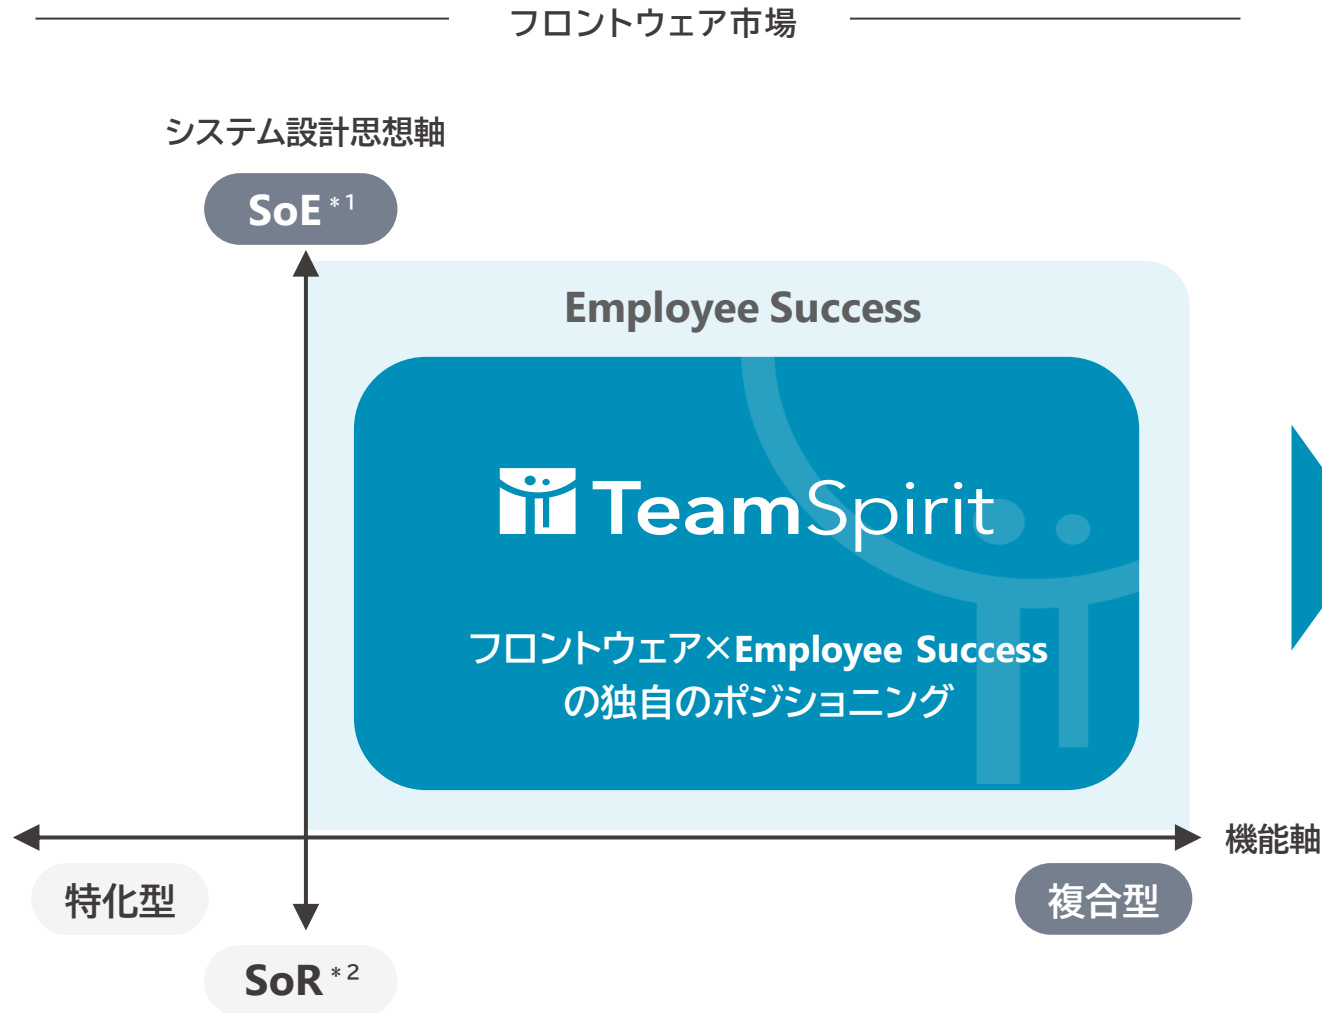 フロントウェア市場
システム設計思想軸
SoE *1
Employee Success
TeamSpirit
フロントウェア×Employee Success
の独自のポジショニング
機能軸
特化型
複合型
SoR *2